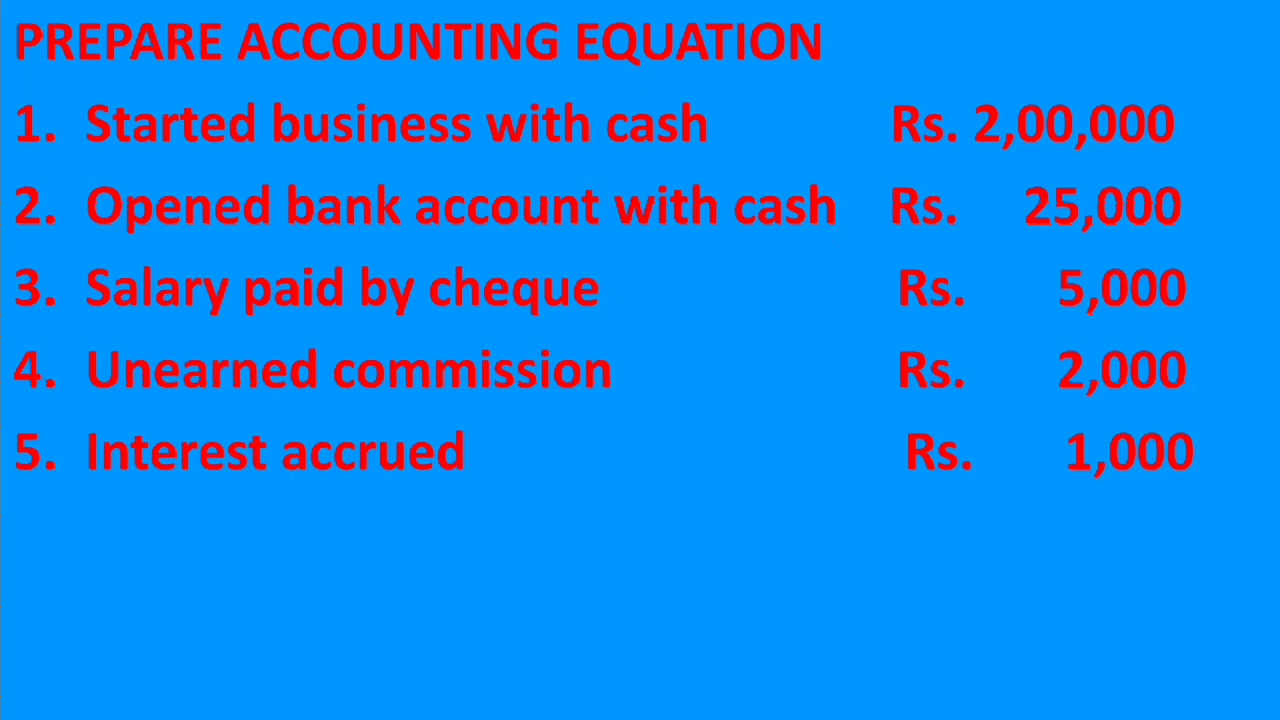 PREPARE ACCOUNTING EQUATION
1. Started business with cash Rs. 2,00,000
2. Opened bank account with cash Rs. 25,000
3. Salary paid by cheque Rs. 5,000
4. Unearned commission Rs. 2,000
5. Interest accrued Rs. 1,000